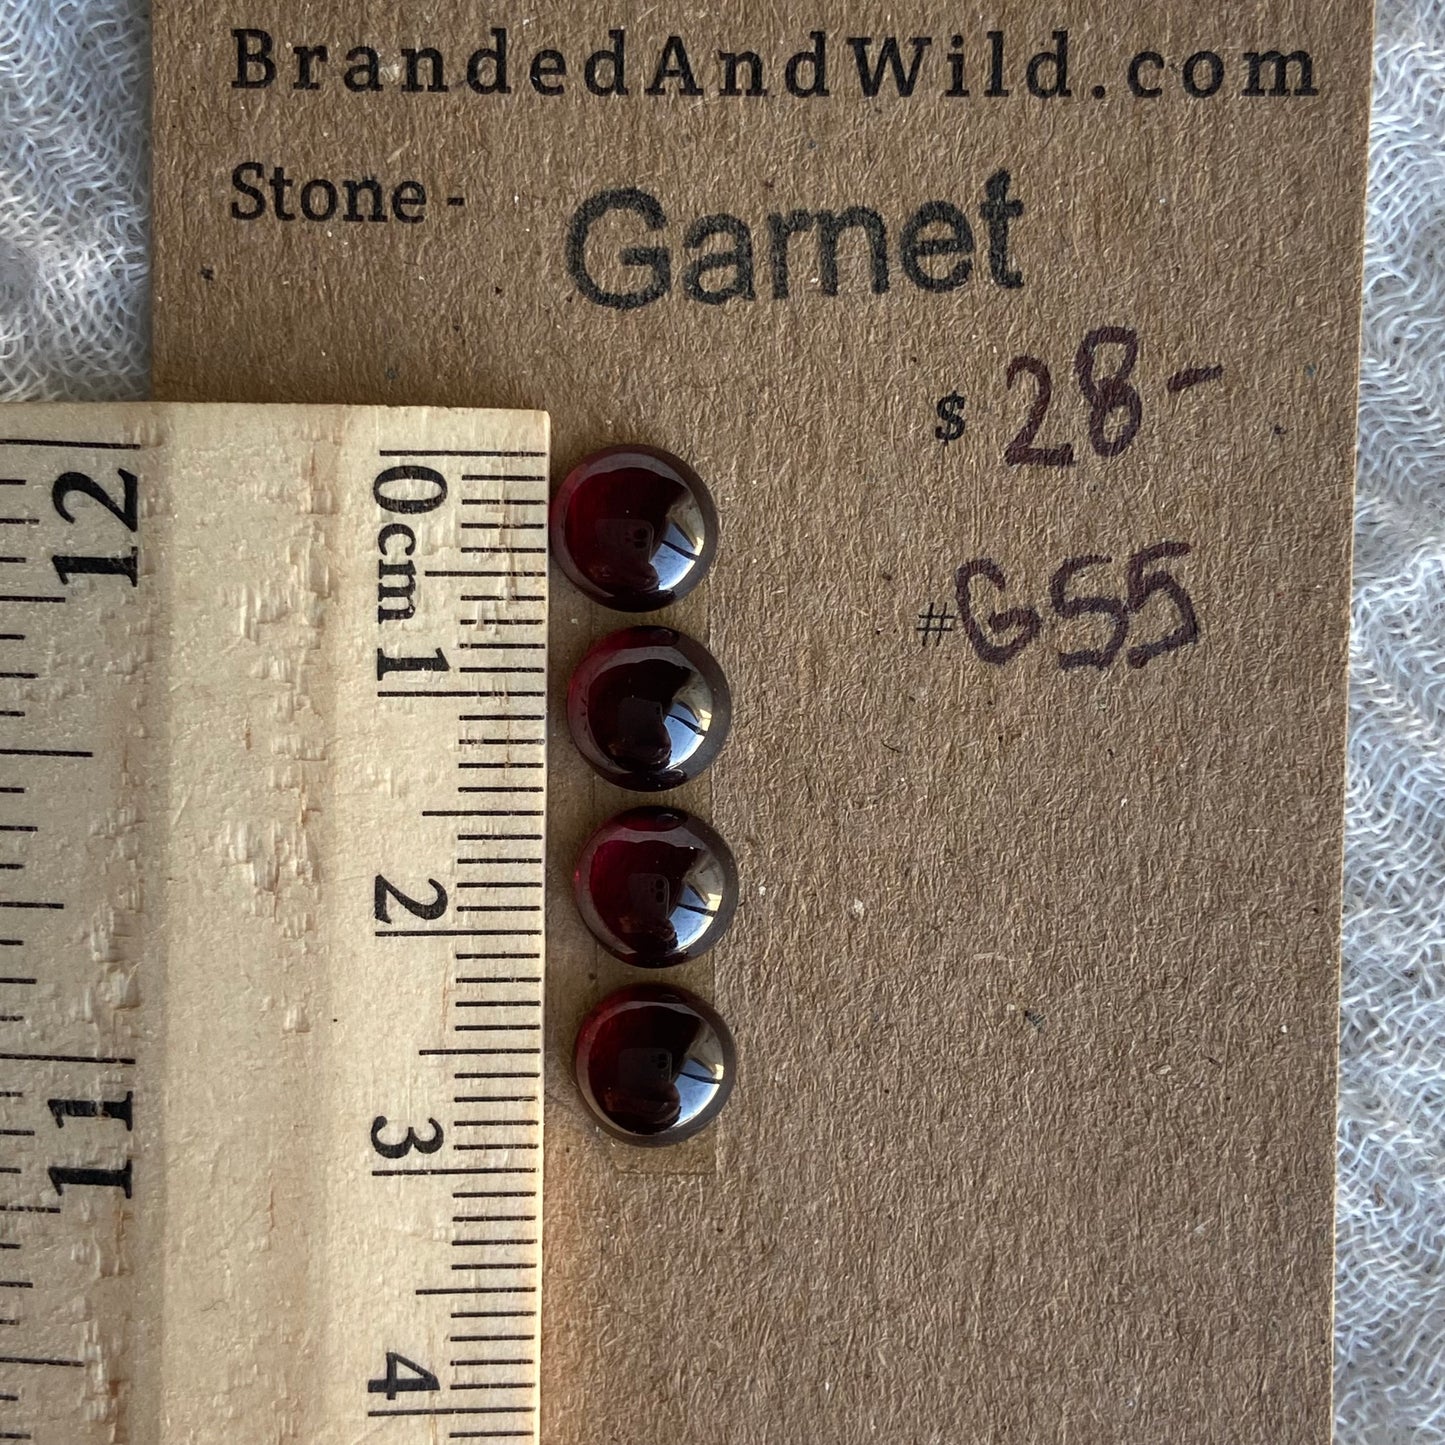 BrandedAndWild.com
Stone - Garnet
$ 28-
#G55
0cm 1 2 3 4
12 11